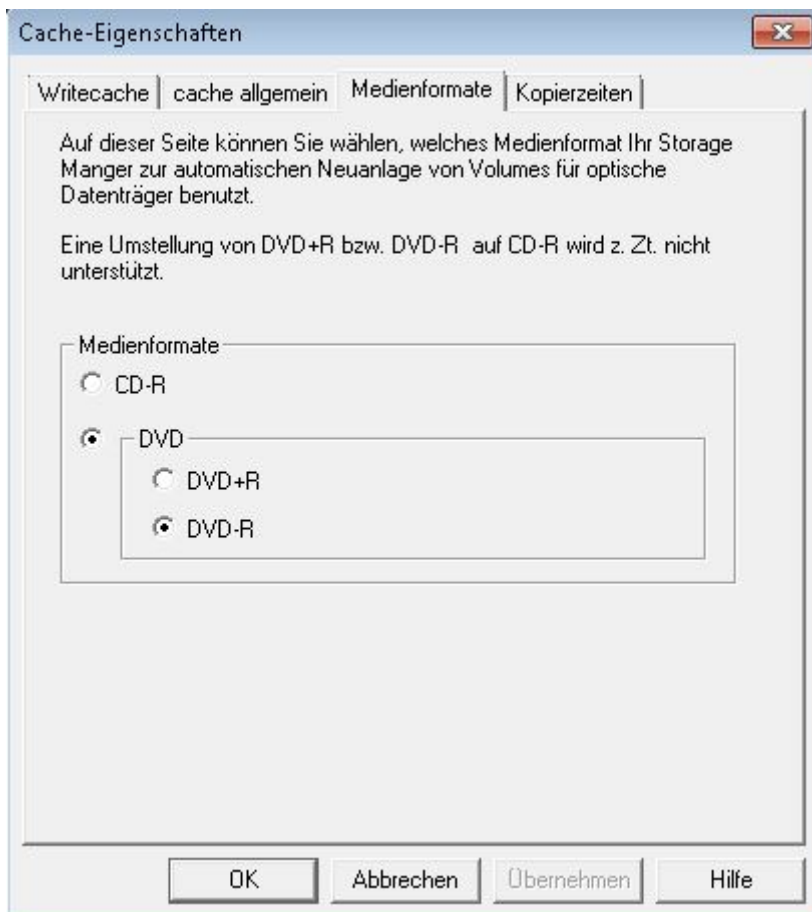 Cache-Eigenschaften
Writecache cache allgemein Medienformate Kopierzeiten
Auf dieser Seite können Sie wählen, welches Medienformat Ihr Storage
Manger zur automatischen Neuanlage von Volumes für optische
Datenträger benutzt.
Eine Umstellung von DVD+R bzw. DVD-R auf CD-R wird z. Zt. nicht
unterstützt.
Medienformate
CD-R
DVD
DVD+R
DVD-R
OK Abbrechen Übernehmen Hilfe